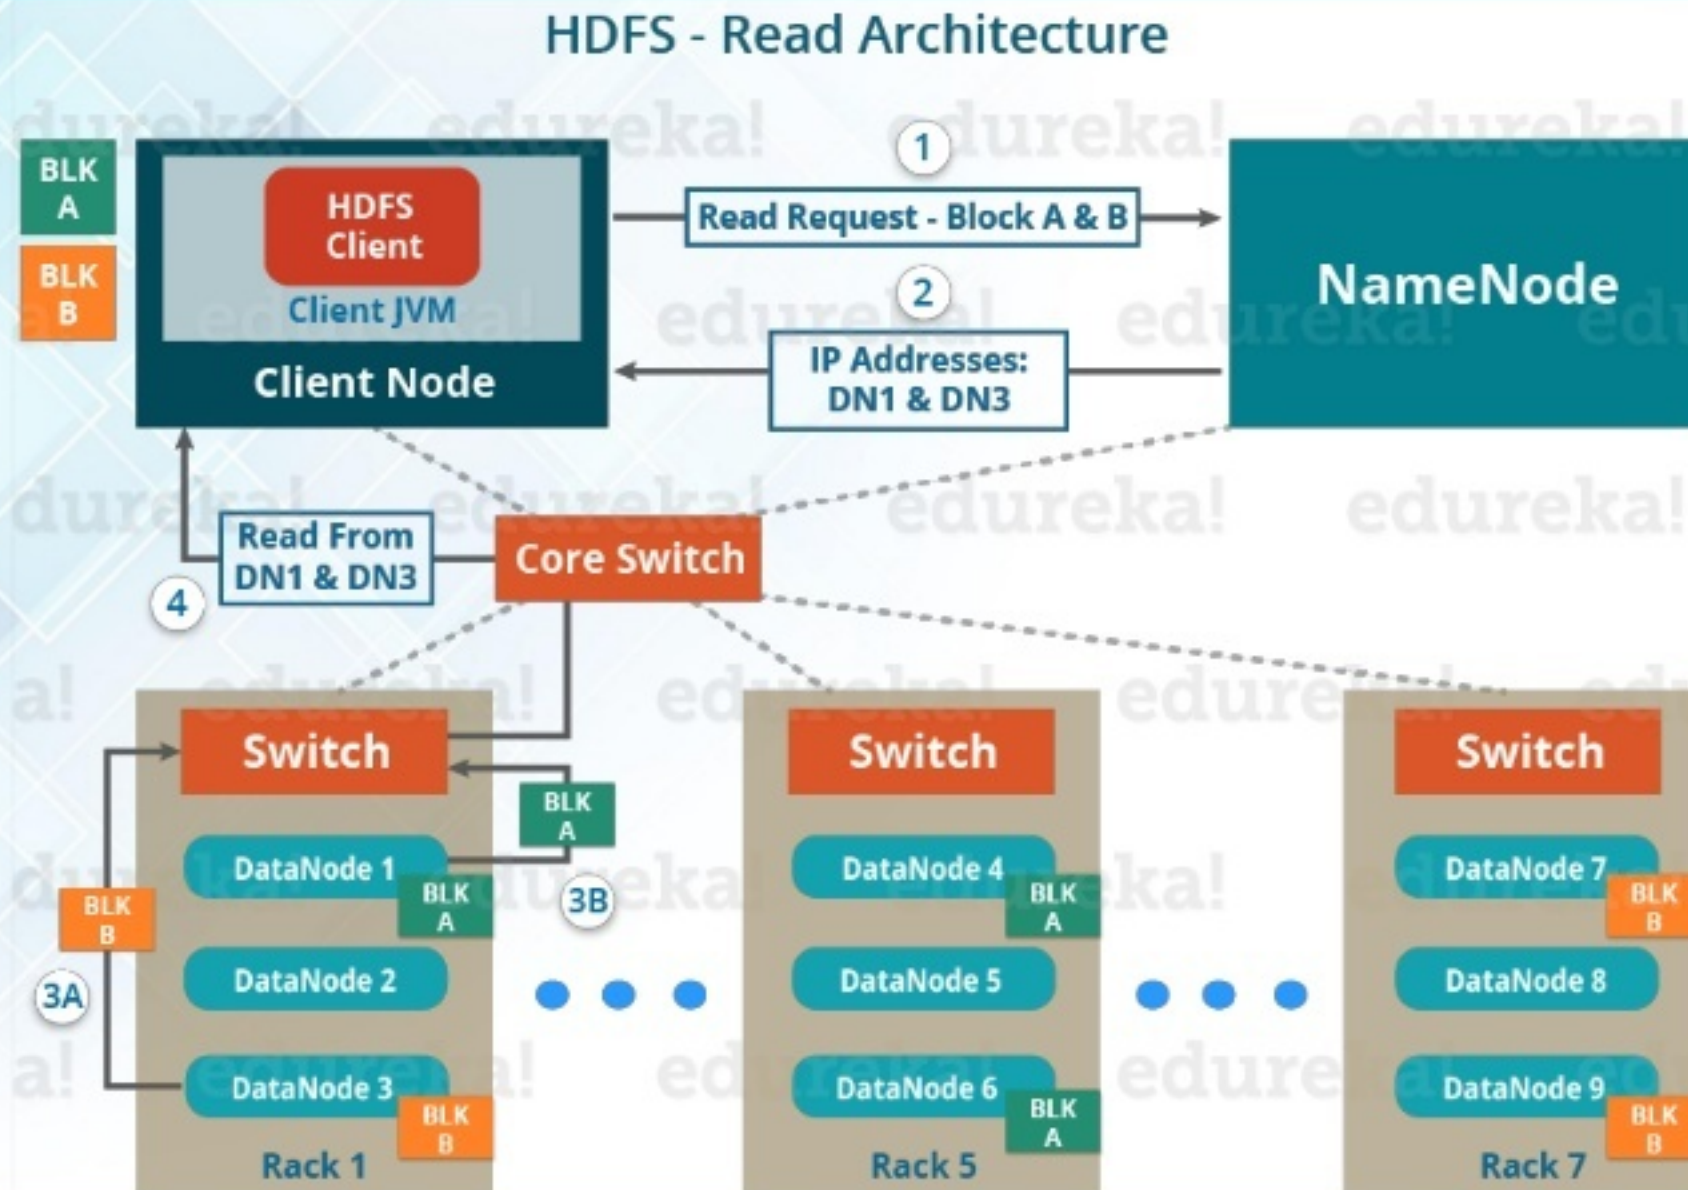 HDFS - Read Architecture
BLK
A
BLK
B
HDFS
Client
Client JVM
Client Node
1
Read Request - Block A & B
2
IP Addresses:
DN1 & DN3
NameNode
Read From
DN1 & DN3
4
Core Switch
Switch
BLK
A
DataNode 1
BLK
A
3B
BLK
B
3A
DataNode 2
DataNode 3
BLK
B
Rack 1
Switch
DataNode 4
BLK
A
DataNode 5
DataNode 6
BLK
A
Rack 5
Switch
DataNode 7
BLK
B
DataNode 8
DataNode 9
BLK
B
Rack 7
edureka!